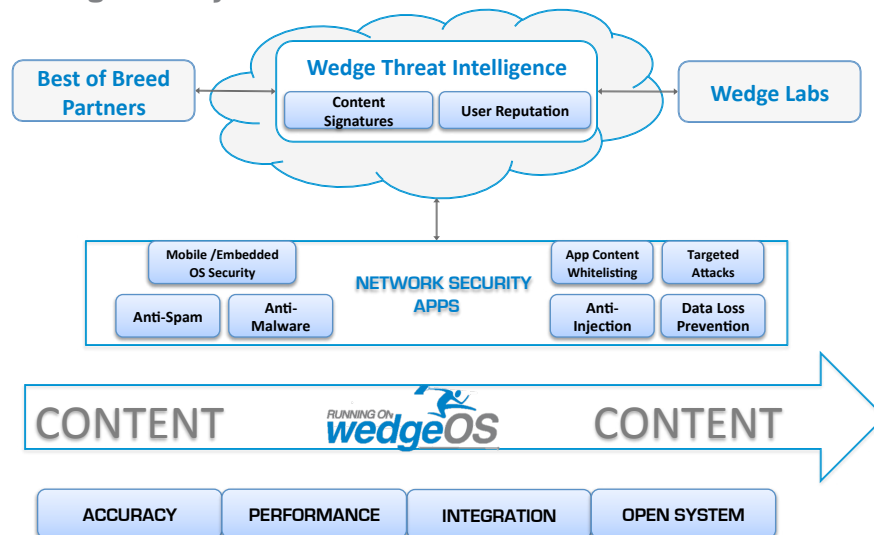 Wedge Threat Intelligence
Best of Breed
Partners
Content
Signatures
User Reputation
Wedge Labs
Mobile /Embedded
OS Security
App Content
Whitelisting
Targeted
Attacks
NETWORK SECURITY
APPS
Anti-Spam
Anti-
Malware
Anti-
Injection
Data Loss
Prevention
CONTENT
RUNNING ON
wedgeOS
CONTENT
ACCURACY
PERFORMANCE
INTEGRATION
OPEN SYSTEM